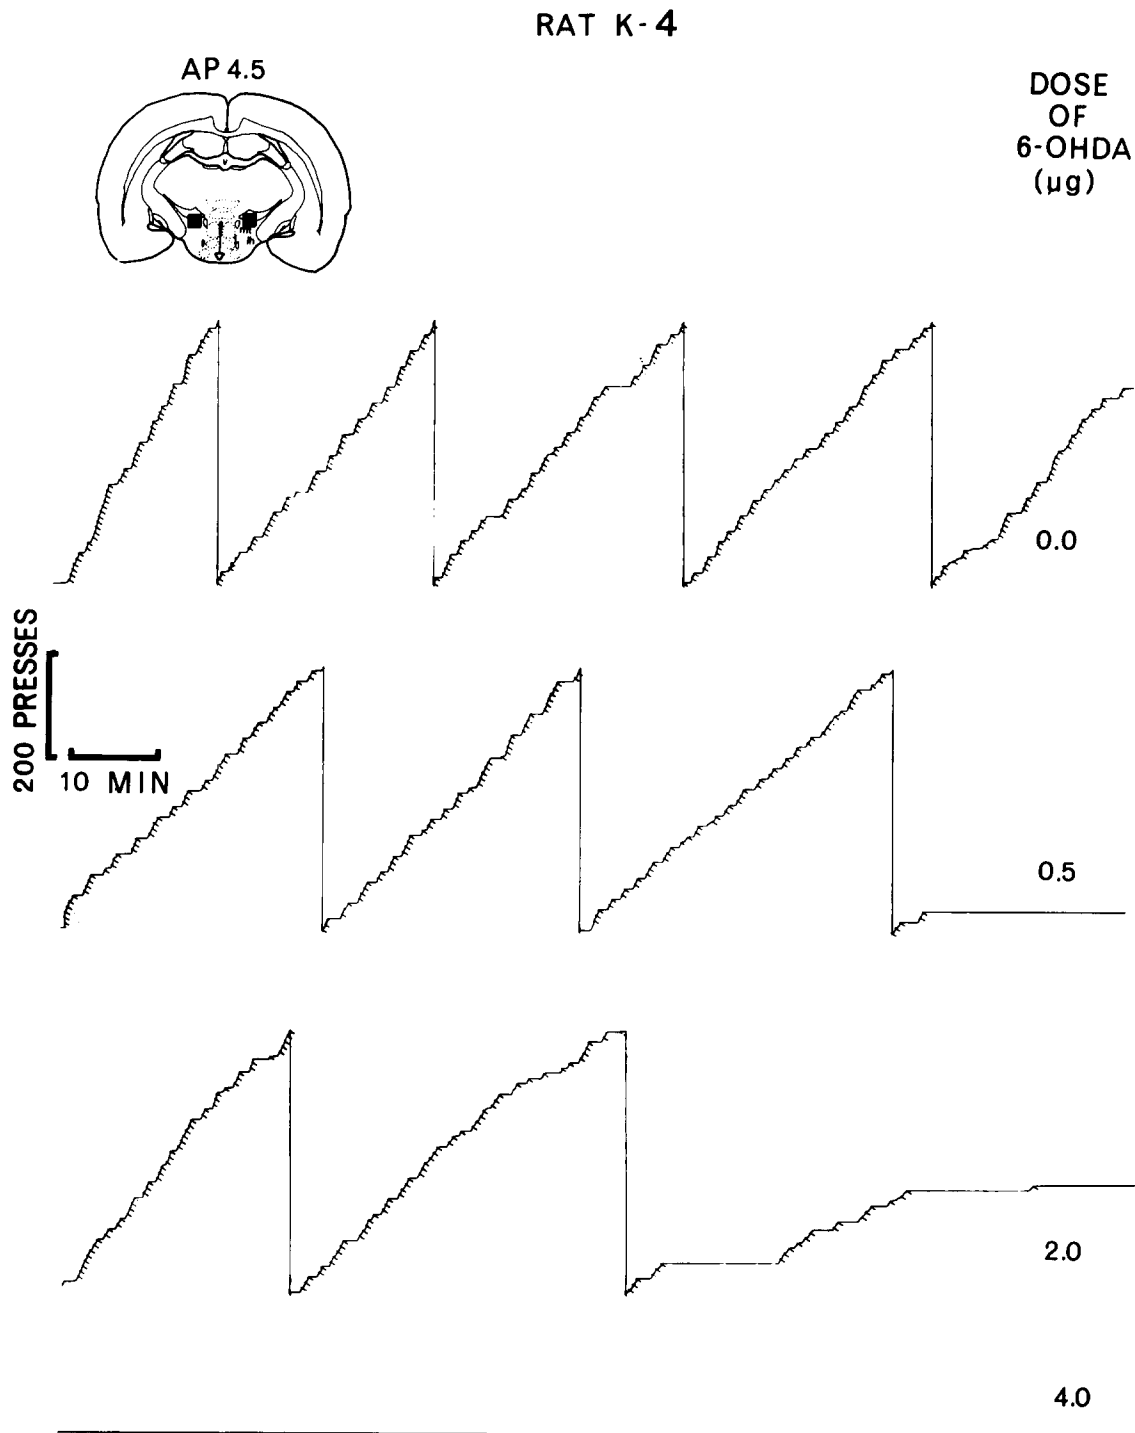 RAT K-4
AP 4.5
DOSE
OF
6-OHDA
(µg)
0.0
200 PRESSES
10 MIN
0.5
2.0
4.0